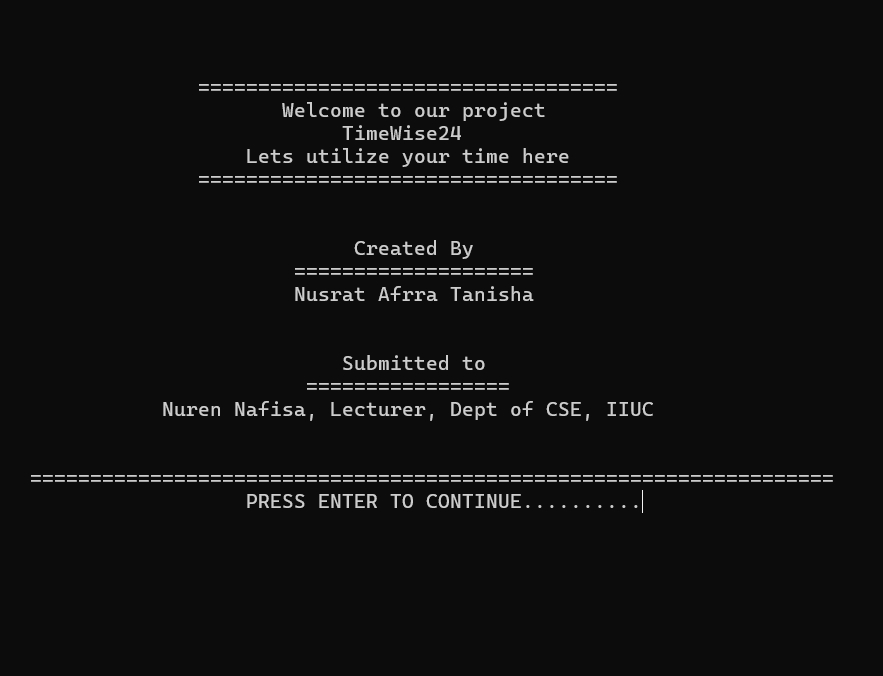 ===================================
Welcome to our project
TimeWise24
Lets utilize your time here
===================================
Created By
====================
Nusrat Afrra Tanisha
Submitted to
=================
Nuren Nafisa, Lecturer, Dept of CSE, IIUC
===================================================================
PRESS ENTER TO CONTINUE..........